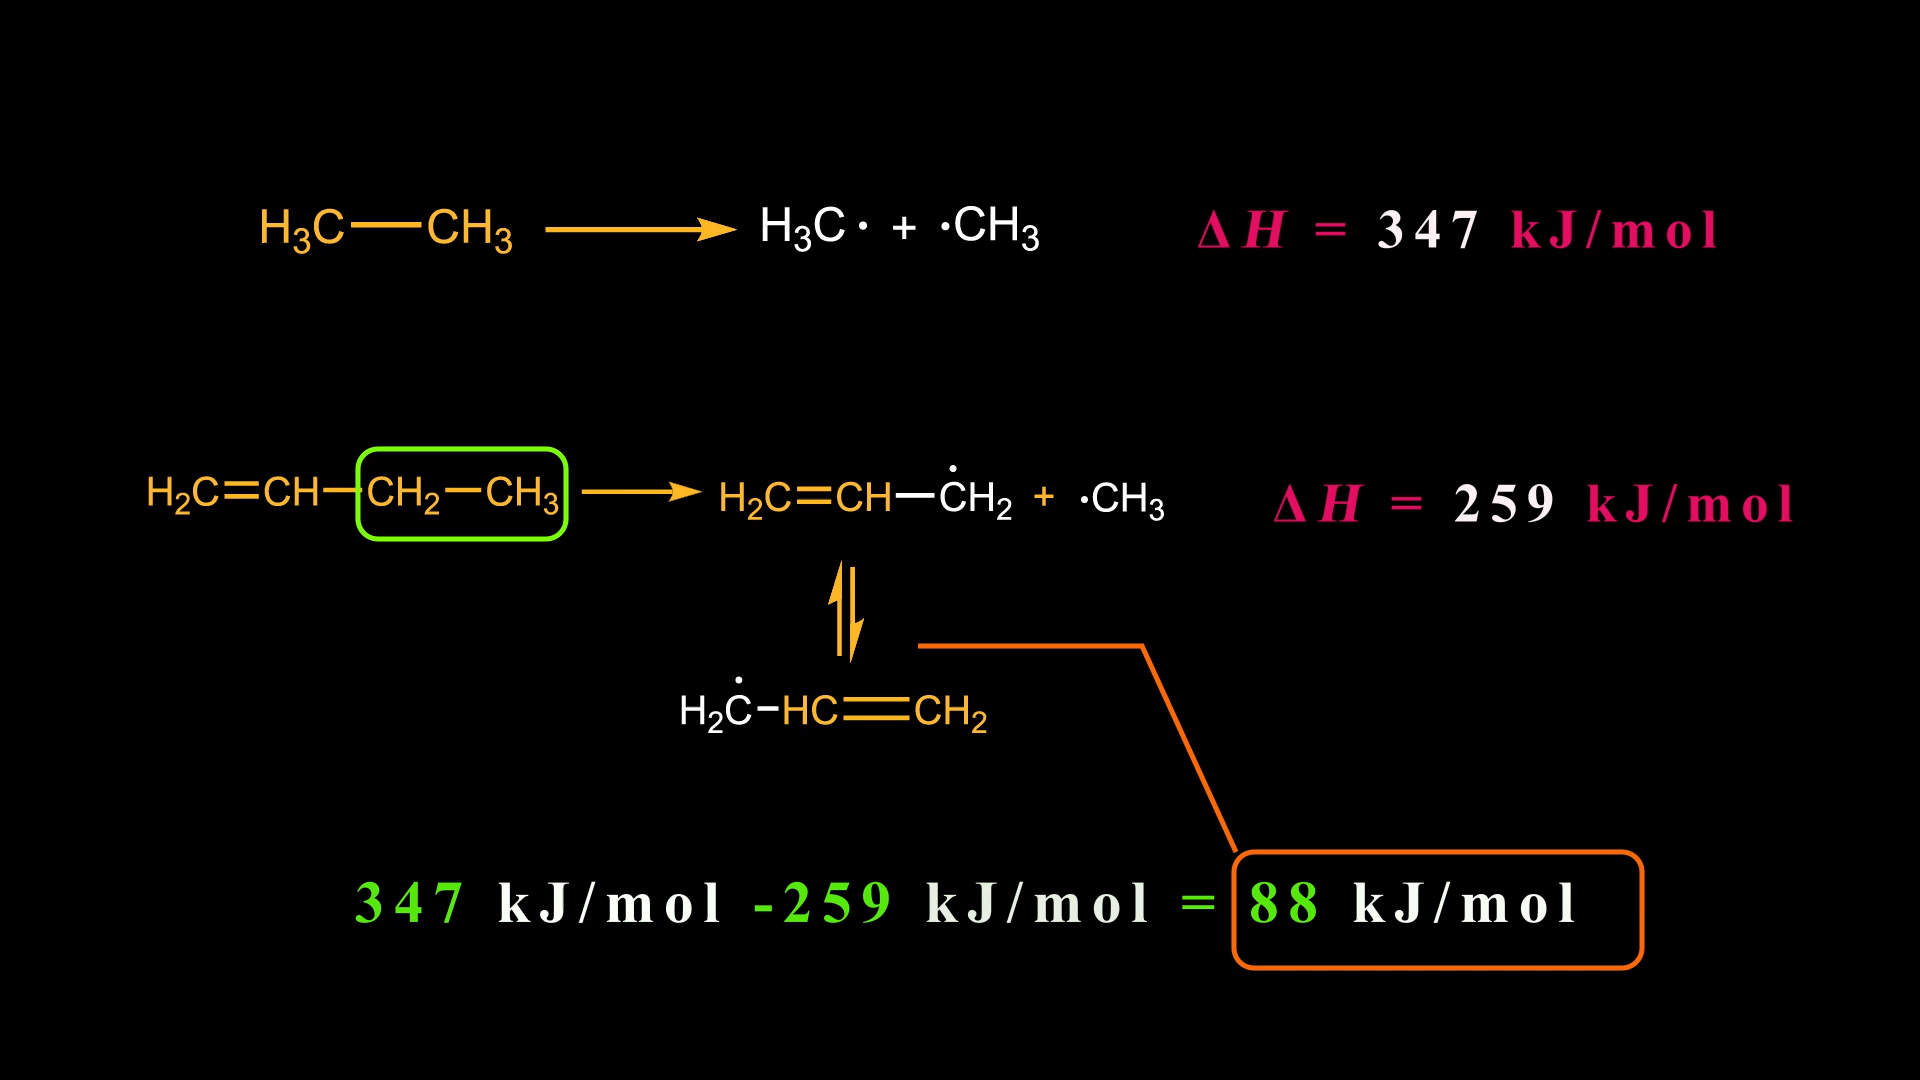 H₃C—CH₃ → H₃C· + ·CH₃ ΔH = 347 kJ/mol
H₂C=CH—CH₂—CH₃ → H₂C=CH—ĊH₂ + ·CH₃ ΔH = 259 kJ/mol
⇅
H₂Ċ–HC=CH₂
347 kJ/mol -259 kJ/mol = 88 kJ/mol